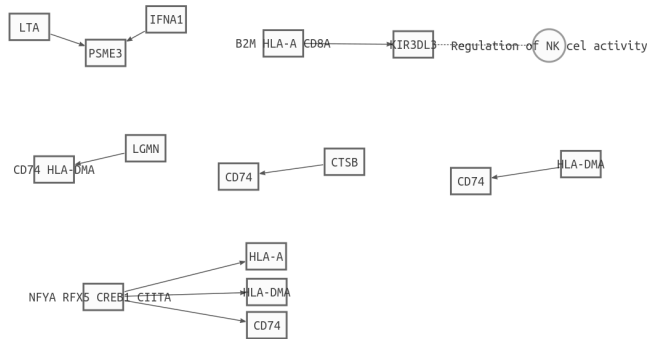 LTA
IFNA1
PSME3
B2M HLA-A CD8A
KIR3DL3
Regulation of NK cel activity
CD74 HLA-DMA
LGMN
CD74
CTSB
CD74
HLA-DMA
NFYA RFX5 CREB1 CIITA
HLA-A
HLA-DMA
CD74